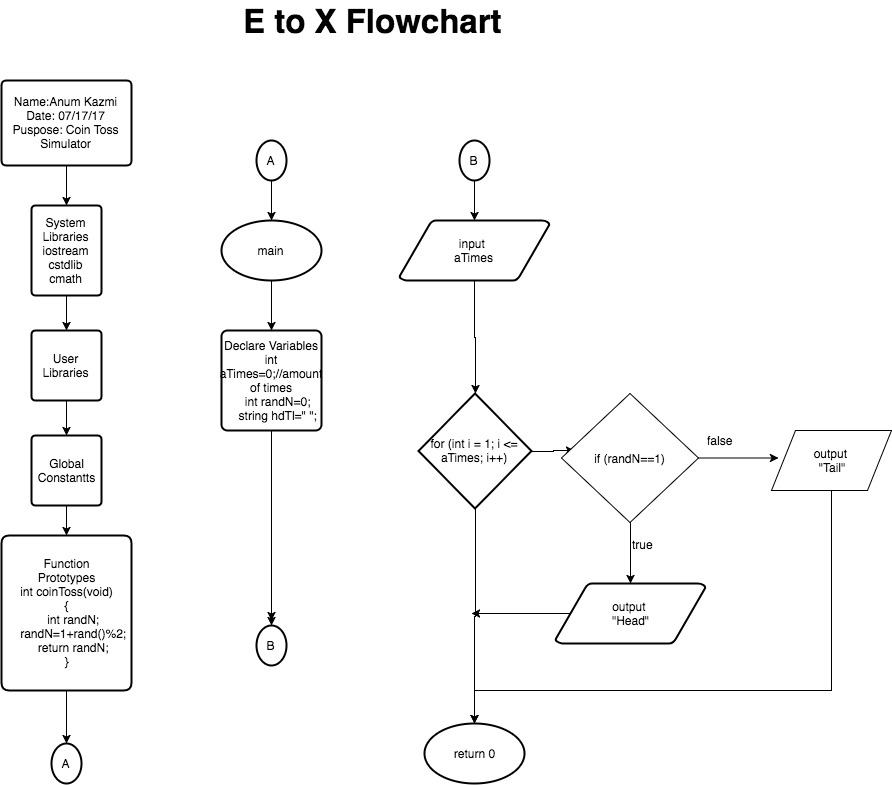 E to X Flowchart
Name:Anum Kazmi
Date: 07/17/17
Puspose: Coin Toss
Simulator
System
Libraries
iostream
cstdlib
cmath
User
Libraries
Global
Constantts
Function
Prototypes
int coinToss(void)
{
int randN;
randN=1+rand()%2;
return randN;
}
A
A
main
Declare Variables
int
aTimes=0;//amount
of times
int randN=0;
string hdTl=" ";
B
B
input
aTimes
for (int i = 1; i <=
aTimes; i++)
if (randN==1)
false
output
"Tail"
true
output
"Head"
return 0